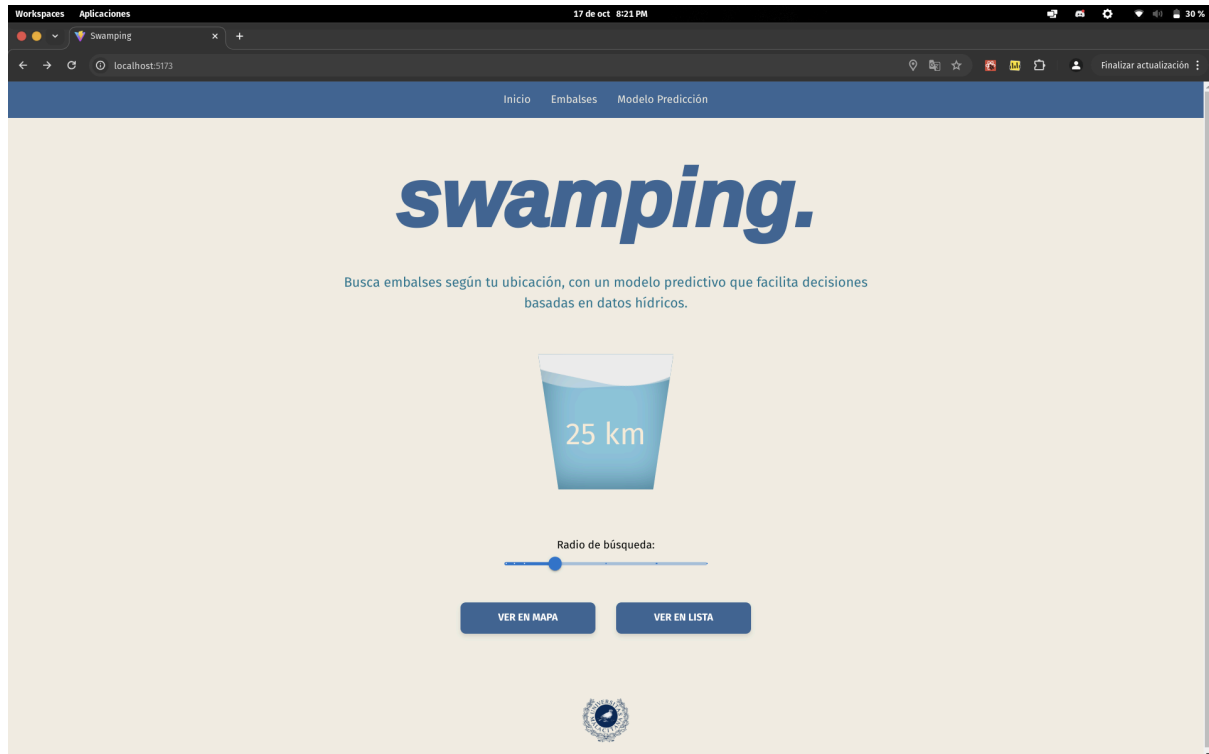 Workspaces Aplicaciones 17 de oct 8:21 PM 30 %
Swamping
localhost:5173 Finalizar actualización
Inicio Embalses Modelo Predicción
swamping.
Busca embalses según tu ubicación, con un modelo predictivo que facilita decisiones
basadas en datos hídricos.
25 km
Radio de búsqueda:
VER EN MAPA VER EN LISTA